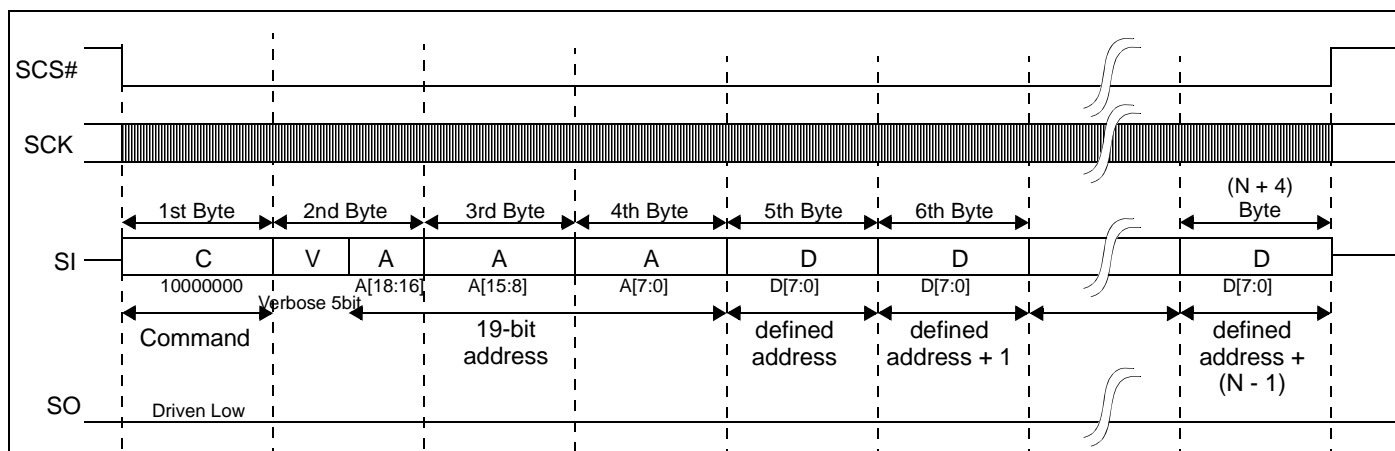 SCS#
SCK
(N + 4)
1st Byte 2nd Byte 3rd Byte 4th Byte 5th Byte 6th Byte Byte
SI C V A A A D D D
10000000 A[18:16] A[15:8] A[7:0] D[7:0] D[7:0] D[7:0]
Verbose 5bit
Command 19-bit defined defined defined
address address address + 1 address +
(N - 1)
SO Driven Low